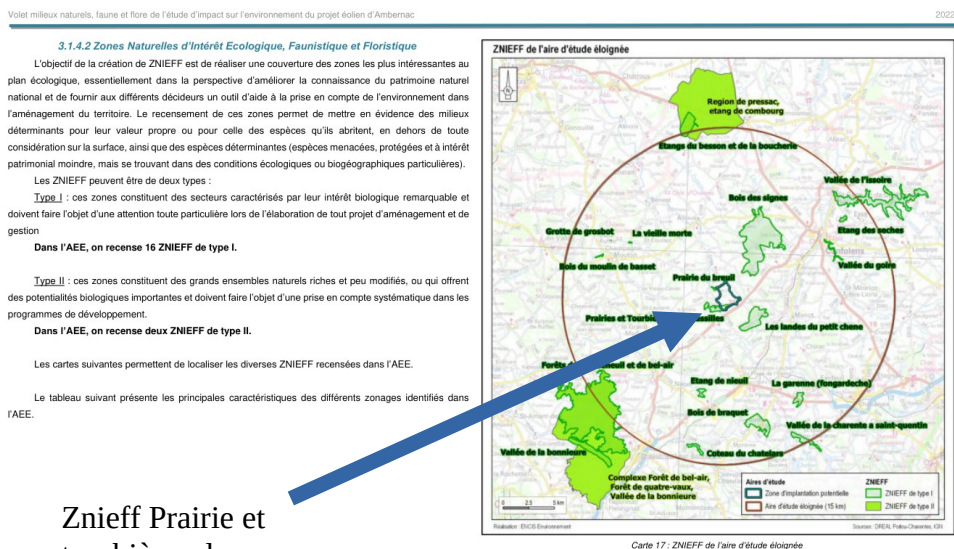 Volet milieux naturels, faune et flore de l'étude d'impact sur l'environnement du projet éolien d'Ambernac
2022
3.1.4.2 Zones Naturelles d'Intérêt Ecologique, Faunistique et Floristique
L'objectif de la création de ZNIEFF est de réaliser une couverture des zones les plus intéressantes au
plan écologique, essentiellement dans la perspective d'améliorer la connaissance du patrimoine naturel
national et de fournir aux différents décideurs un outil d'aide à la prise en compte de l'environnement dans
l'aménagement du territoire. Le recensement de ces zones permet de mettre en évidence des milieux
déterminants pour leur valeur propre ou pour celle des espèces qu'ils abritent, en dehors de toute
considération sur la surface, ainsi que des espèces déterminantes (espèces menacées, protégées et à intérêt
patrimonial moindre, mais se trouvant dans des conditions écologiques ou biogéographiques particulières).
Les ZNIEFF peuvent être de deux types :
Type I : ces zones constituent des secteurs caractérisés par leur intérêt biologique remarquable et
doivent faire l'objet d'une attention toute particulière lors de l'élaboration de tout projet d'aménagement et de
gestion
Dans l'AEE, on recense 16 ZNIEFF de type I.
Type II : ces zones constituent des grands ensembles naturels riches et peu modifiés, ou qui offrent
des potentialités biologiques importantes et doivent faire l'objet d'une prise en compte systématique dans les
programmes de développement.
Dans l'AEE, on recense deux ZNIEFF de type II.
Les cartes suivantes permettent de localiser les diverses ZNIEFF recensées dans l'AEE.
Le tableau suivant présente les principales caractéristiques des différents zonages identifiés dans
l'AEE.
Znieff Prairie et
ZNIEFF de l'aire d'étude éloignée
Region de pressac,
etang de combourg
Etangs du besson et de la boucherie
Vallée de l'issoire
Bois des signes
Grotte de grosbot
La vieille morte
Etang des seches
Bois du moulin de basset
Vallée du goire
Prairie du breuil
Prairies et
Les landes du petit chene
et de bel-air
Etang de nieuil
La garenne (fongardeche)
Bois de braquet
Vallée de la charente a saint-quentin
Vallée de la bonnieure
Coteau du chatelars
Complexe Forêt de bel-air,
Forêt de quatre-vaux,
Vallée de la bonnieure
0 2.5 5 km
Aires d'étude
Zone d'implantation potentielle
Aire d'étude éloignée (15 km)
ZNIEFF
ZNIEFF de type I
ZNIEFF de type II
Réalisation : ENCIS Environnement
Sources : DREAL Poitou-Charentes, IGN
Carte 17 : ZNIEFF de l'aire d'étude éloignée